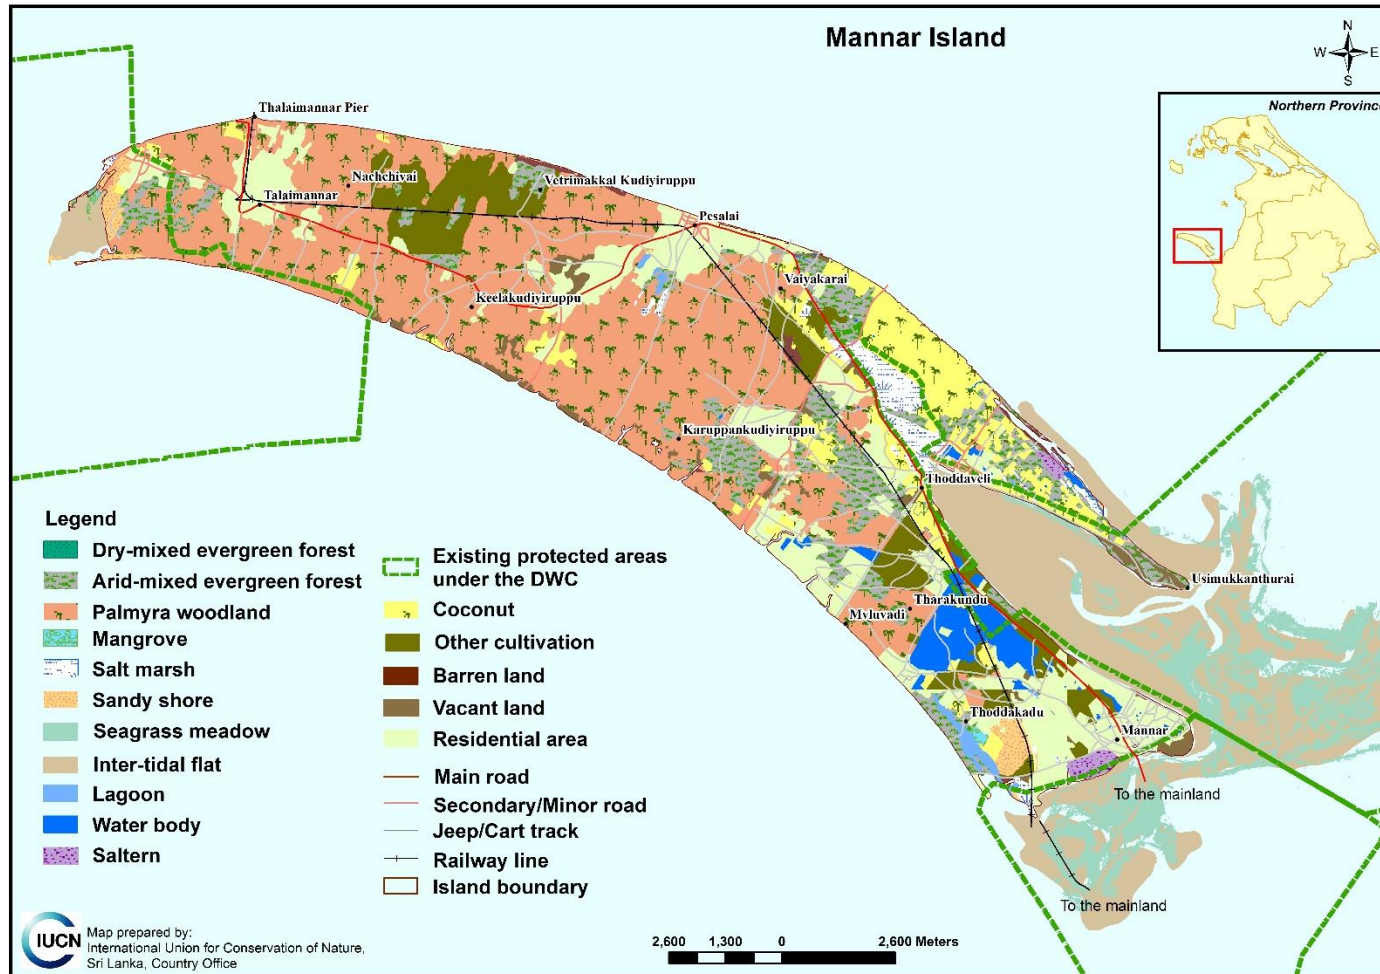 Mannar Island
N
W
E
S
Northern Province
Thalaimannar Pier
Nachchivai
Vetrimakkal Kudiyiruppu
Talaimannar
Pesalai
Vaiyakarai
Keelakudiyiruppu
Karuppankudiyiruppu
Thoddaveli
Usimukkanthurai
Tharakundu
Myluvadi
Thoddakadu
Mannar
To the mainland
To the mainland
Legend
Dry-mixed evergreen forest
Arid-mixed evergreen forest
Palmyra woodland
Mangrove
Salt marsh
Sandy shore
Seagrass meadow
Inter-tidal flat
Lagoon
Water body
Saltern
Existing protected areas
under the DWC
Coconut
Other cultivation
Barren land
Vacant land
Residential area
Main road
Secondary/Minor road
Jeep/Cart track
Railway line
Island boundary
IUCN
Map prepared by:
International Union for Conservation of Nature,
Sri Lanka, Country Office
2,600 1,300 0 2,600 Meters